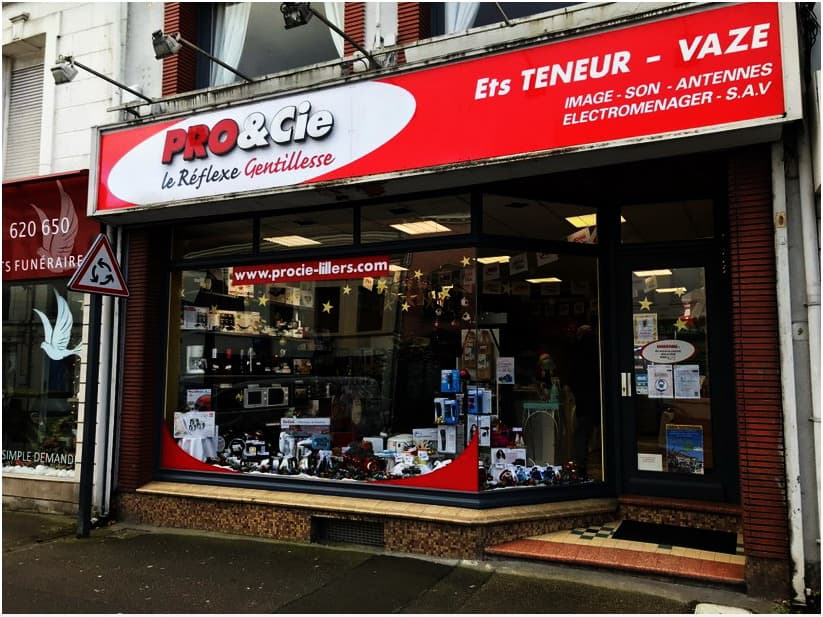 Ets TENEUR - VAZE
IMAGE - SON - ANTENNES
ELECTROMENAGER - S.A.V
PRO&Cie
le Réflexe Gentillesse
620 650
TS FUNÉRAIRE
www.procie-lillers.com
SIMPLE DEMAND